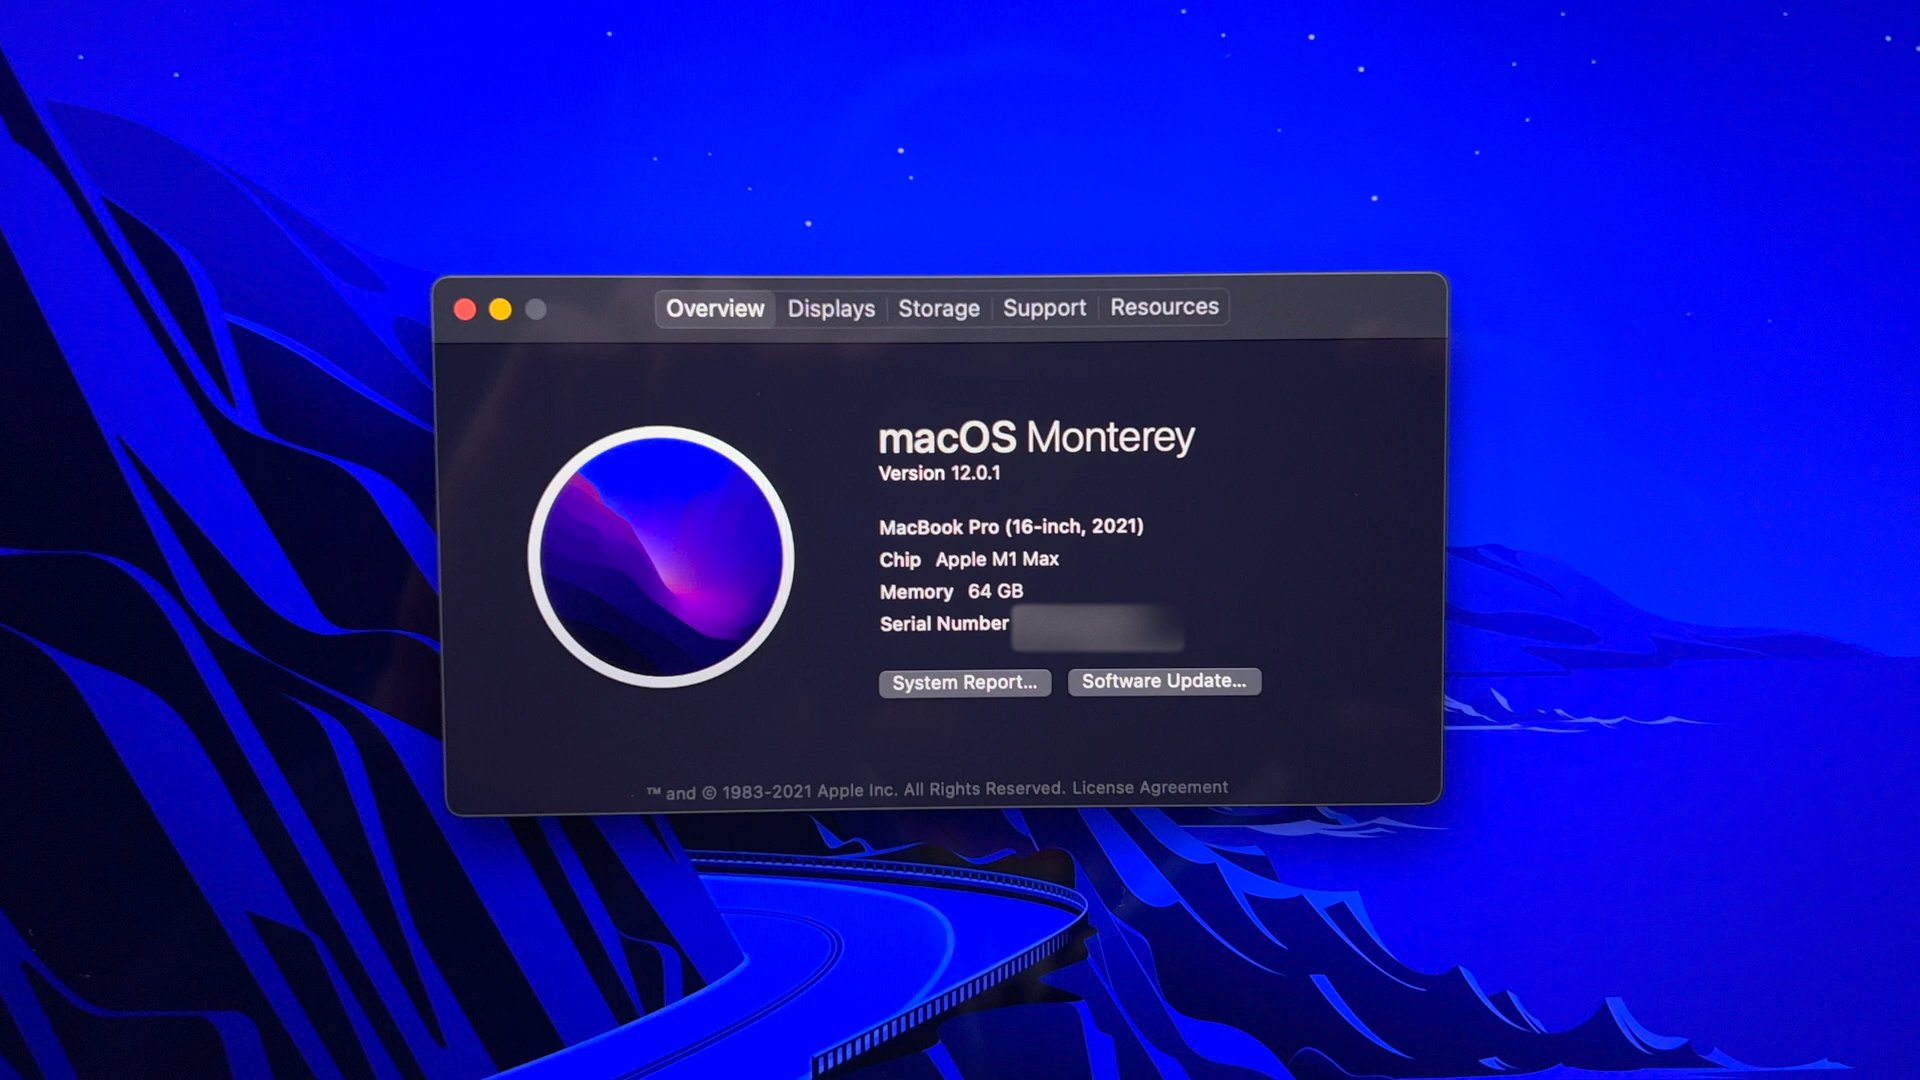 Overview Displays Storage Support Resources
macOS Monterey
Version 12.0.1
MacBook Pro (16-inch, 2021)
Chip Apple M1 Max
Memory 64 GB
Serial Number
System Report... Software Update...
™ and © 1983-2021 Apple Inc. All Rights Reserved. License Agreement